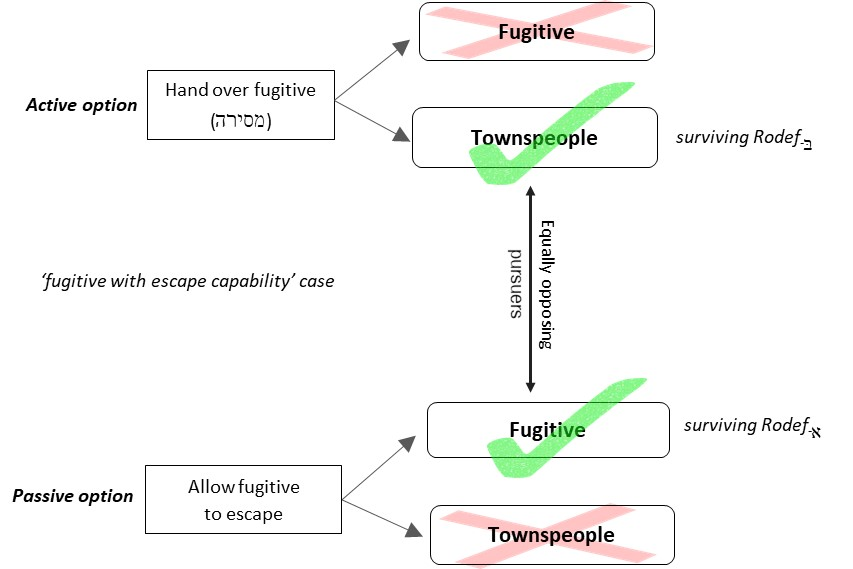 Fugitive
Active option
Hand over fugitive
(מסירה)
Townspeople
surviving Rodef-ב
Equally opposing
pursuers
‘fugitive with escape capability’ case
Fugitive
surviving Rodef-א
Passive option
Allow fugitive
to escape
Townspeople